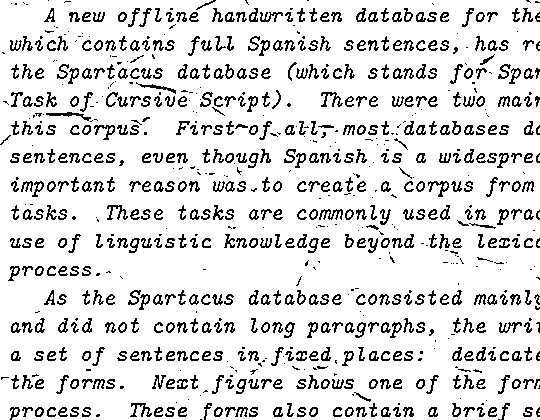 A new offline handwritten database for the
which contains full Spanish sentences, has re
the Spartacus database (which stands for Spar
Task of Cursive Script). There were two mai
this corpus. First of all, most databases do
sentences, even though Spanish is a widespre
important reason was to create a corpus from
tasks. These tasks are commonly used in prac
use of linguistic knowledge beyond the lexic
process.
As the Spartacus database consisted mainly
and did not contain long paragraphs, the writ
a set of sentences in fixed places: dedicate
the forms. Next figure shows one of the for
process. These forms also contain a brief se